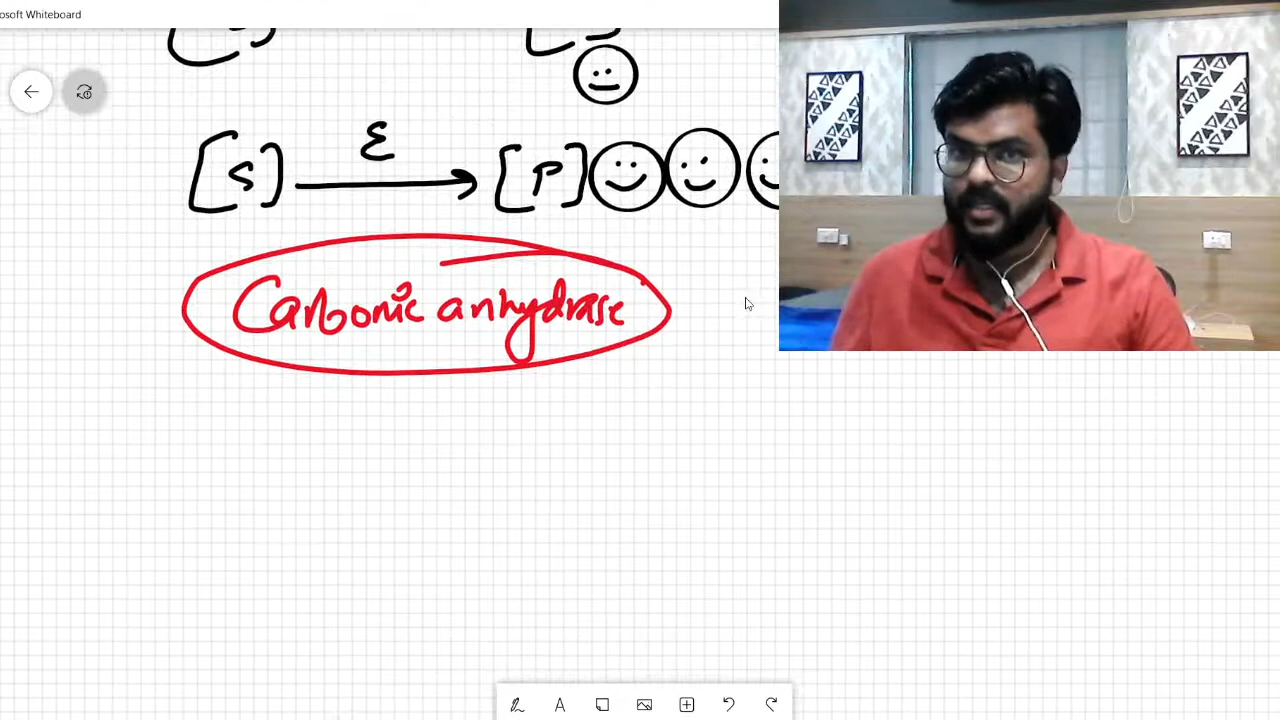 osoft Whiteboard
[S] ε → [P]
Carbonic anhydrase
A